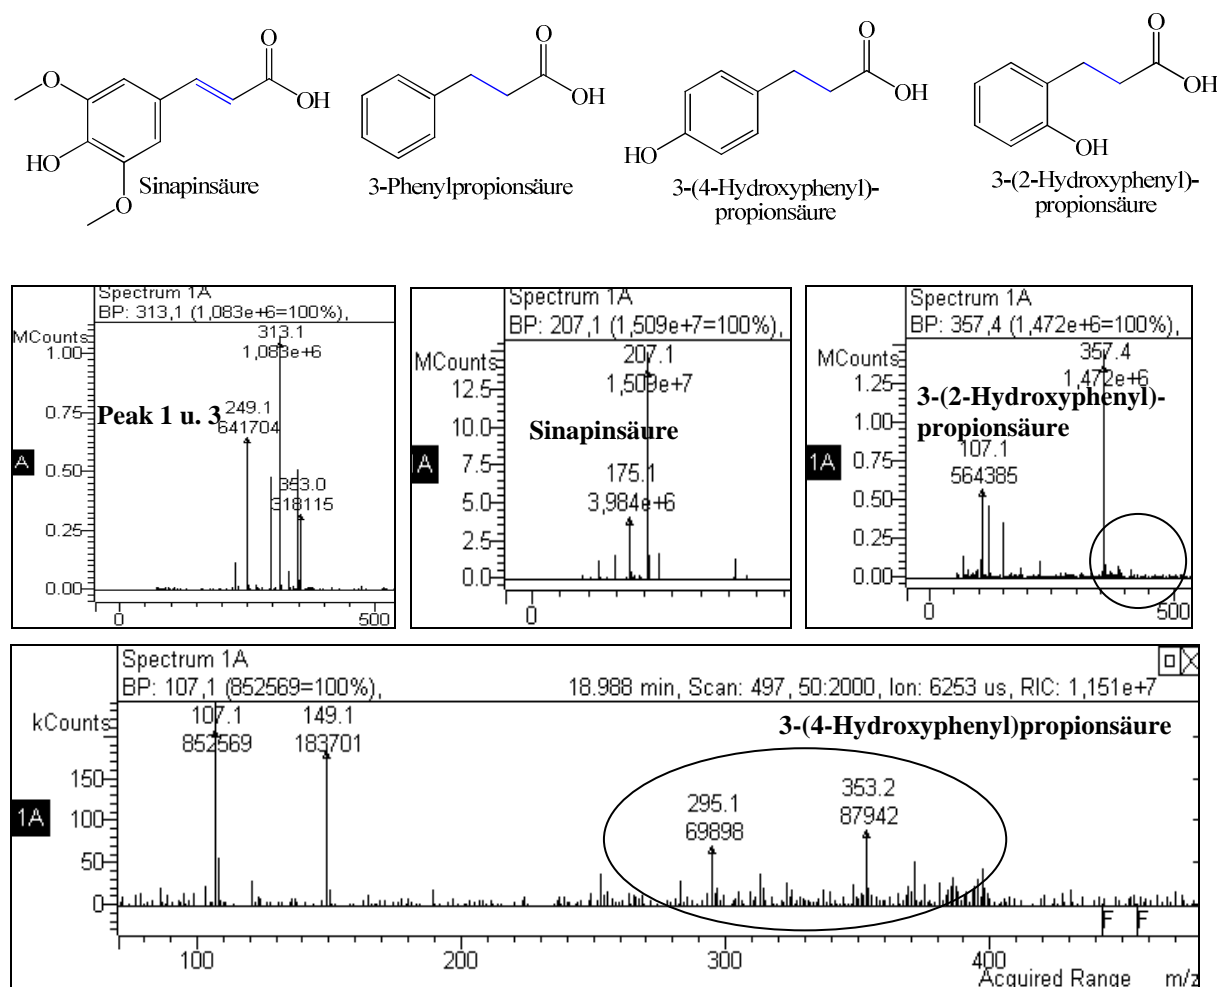 O
OH
O
HO
O
Sinapinsäure
O
OH
3-Phenylpropionsäure
O
OH
HO
3-(4-Hydroxyphenyl)-
propionsäure
O
OH
OH
3-(2-Hydroxyphenyl)-
propionsäure
Spectrum 1A
BP: 313,1 (1,083e+6=100%),
MCounts
313.1
1,083e+6
1.00
0.75
Peak 1 u. 3
249.1
641704
A
0.50
353.0
318115
0.25
0.00
0
500
Spectrum 1A
BP: 207,1 (1,509e+7=100%),
MCounts
207.1
1,509e+7
12.5
10.0
Sinapinsäure
1A
7.5
175.1
3,984e+6
5.0
2.5
0.0
0
Spectrum 1A
BP: 357,4 (1,472e+6=100%),
MCounts
357.4
1,472e+6
1.25
3-(2-Hydroxyphenyl)-
propionsäure
1.00
107.1
564385
1A
0.75
0.50
0.25
0.00
0
500
Spectrum 1A
BP: 107,1 (852569=100%),
18.988 min, Scan: 497, 50:2000, Ion: 6253 us, RIC: 1,151e+7
kCounts
107.1
852569
149.1
183701
3-(4-Hydroxyphenyl)propionsäure
150
1A
100
50
0
295.1
69898
353.2
87942
F
F
100
200
300
400
Acquired Range
m/z